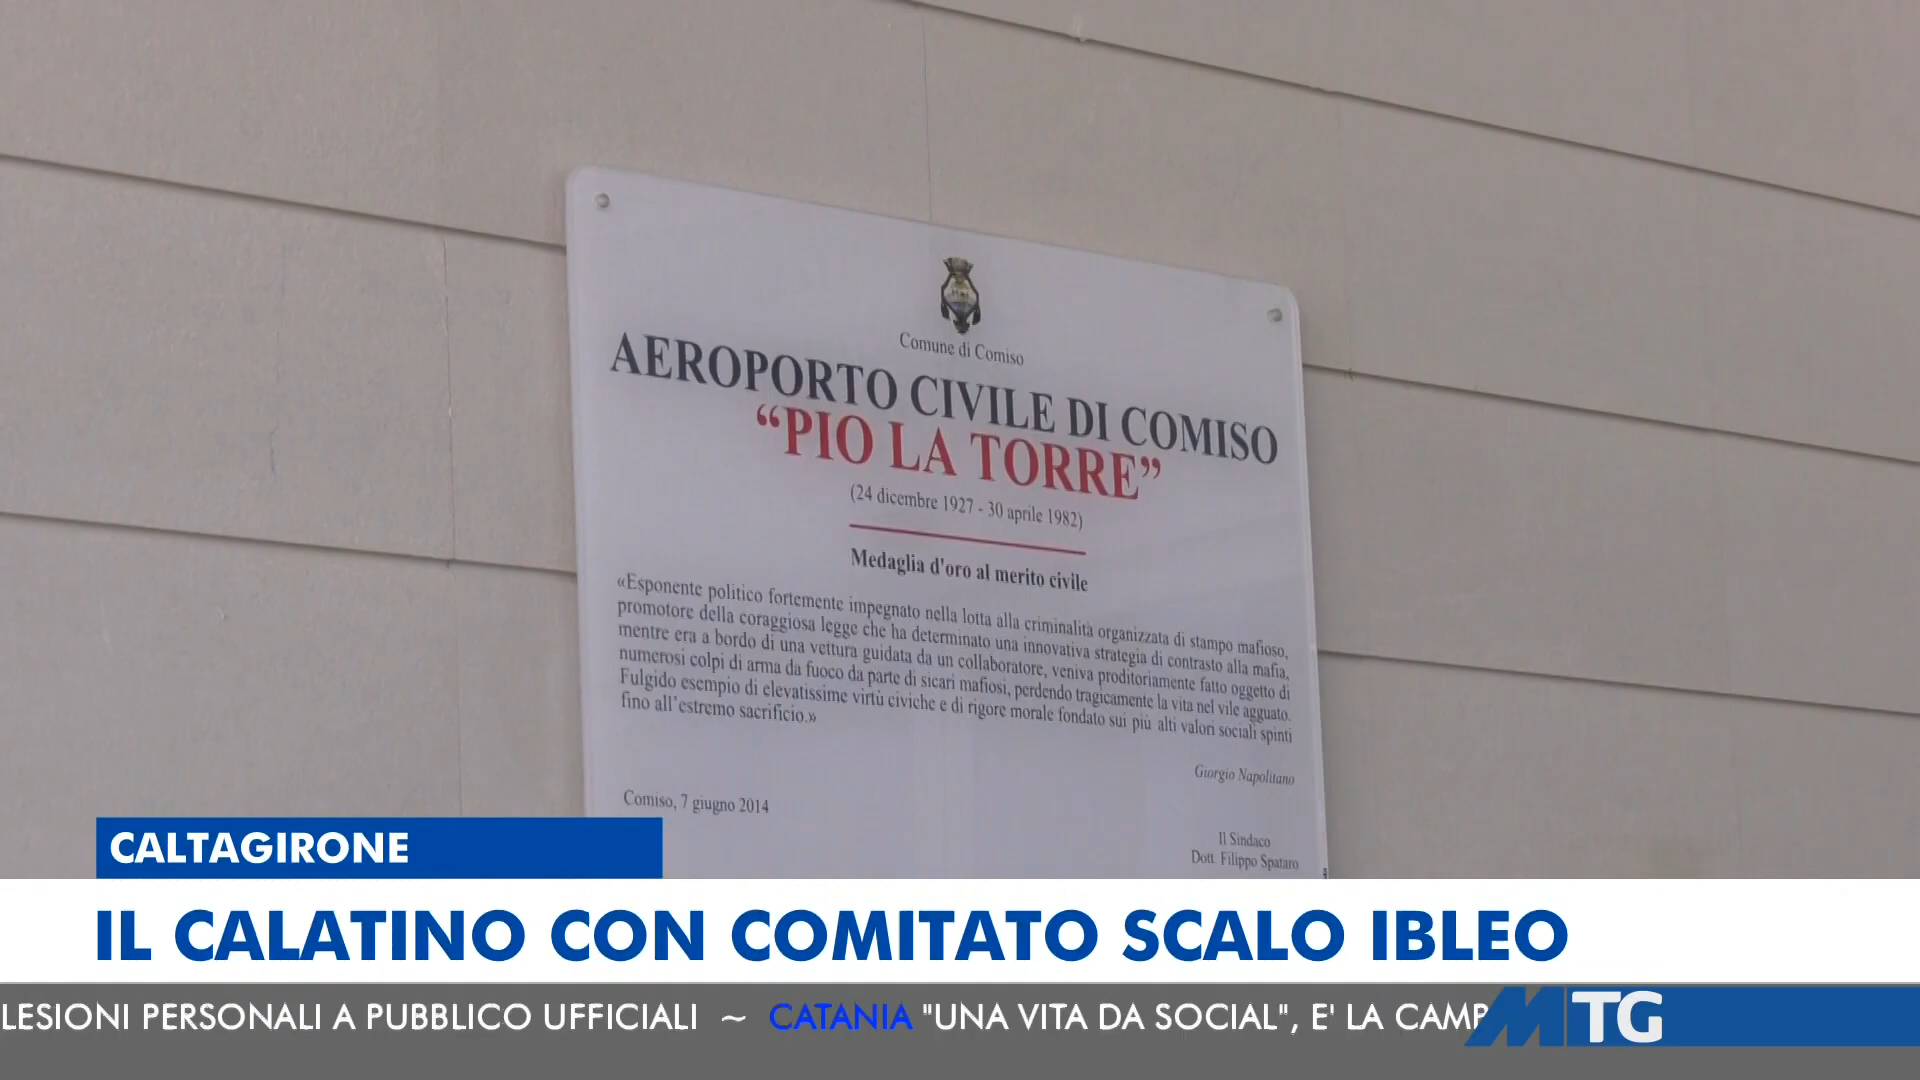 Comune di Comiso
AEROPORTO CIVILE DI COMISO
“PIO LA TORRE”
(24 dicembre 1927 - 30 aprile 1982)
Medaglia d'oro al merito civile
«Esponente politico fortemente impegnato nella lotta alla criminalità organizzata di stampo mafioso,
promotore della coraggiosa legge che ha determinato una innovativa strategia di contrasto alla mafia,
mentre era a bordo di una vettura guidata da un collaboratore, veniva proditoriamente fatto oggetto di
numerosi colpi di arma da fuoco da parte di sicari mafiosi, perdendo tragicamente la vita nel vile agguato.
Fulgido esempio di elevatissime virtù civiche e di rigore morale fondato sui più alti valori sociali spinti
fino all’estremo sacrificio.»
Giorgio Napolitano
Comiso, 7 giugno 2014
Il Sindaco
Dott. Filippo Spataro
CALTAGIRONE
IL CALATINO CON COMITATO SCALO IBLEO
LESIONI PERSONALI A PUBBLICO UFFICIALI ~ CATANIA "UNA VITA DA SOCIAL", E' LA CAMP
MTG